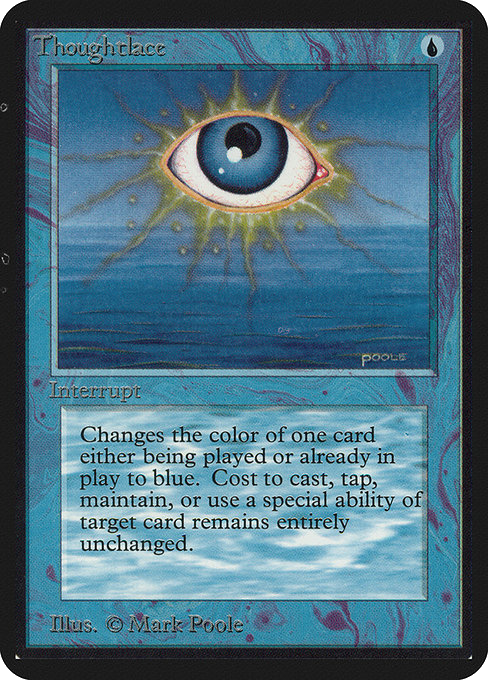 Thoughtlace
POOLE
Interrupt
Changes the color of one card
either being played or already in
play to blue. Cost to cast, tap,
maintain, or use a special ability of
target card remains entirely
unchanged.
Illus. © Mark Poole